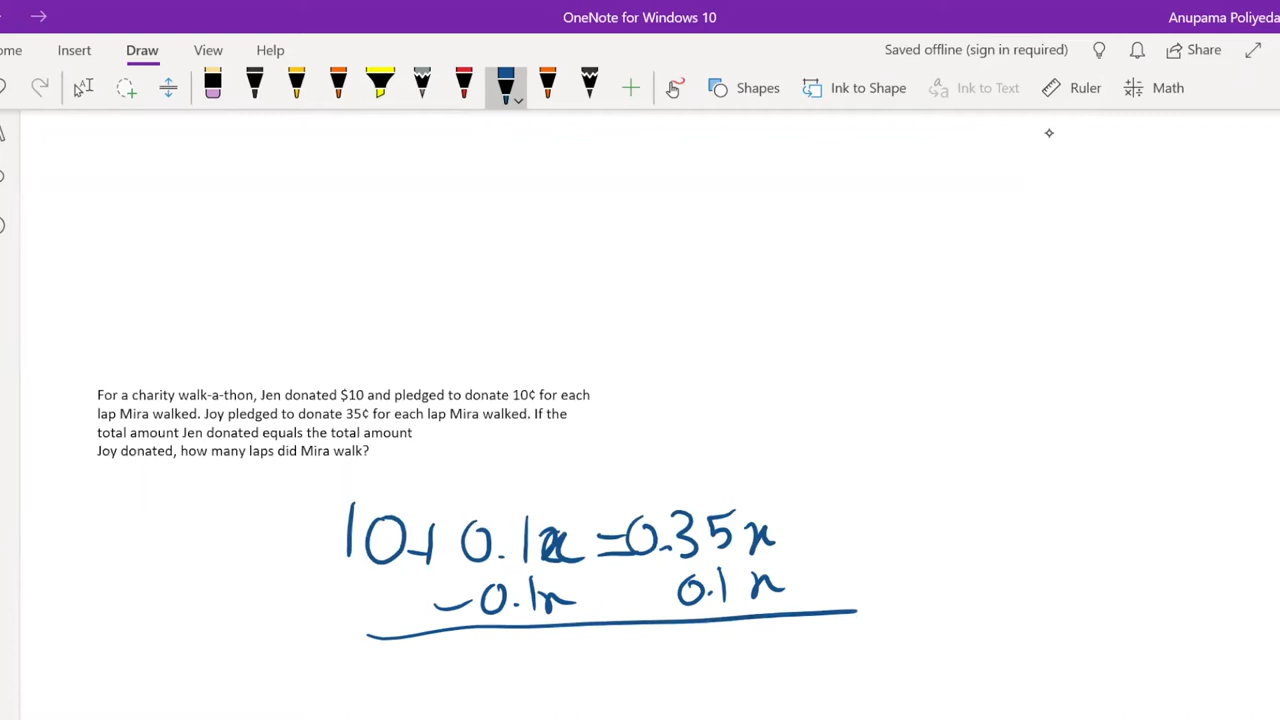 OneNote for Windows 10
Anupama Poliyeda
ome Insert Draw View Help
Saved offline (sign in required) Share
Shapes Ink to Shape Ink to Text Ruler Math
For a charity walk-a-thon, Jen donated $10 and pledged to donate 10¢ for each
lap Mira walked. Joy pledged to donate 35¢ for each lap Mira walked. If the
total amount Jen donated equals the total amount
Joy donated, how many laps did Mira walk?
10+ 0.1x =0.35x
-0.1x 0.1x